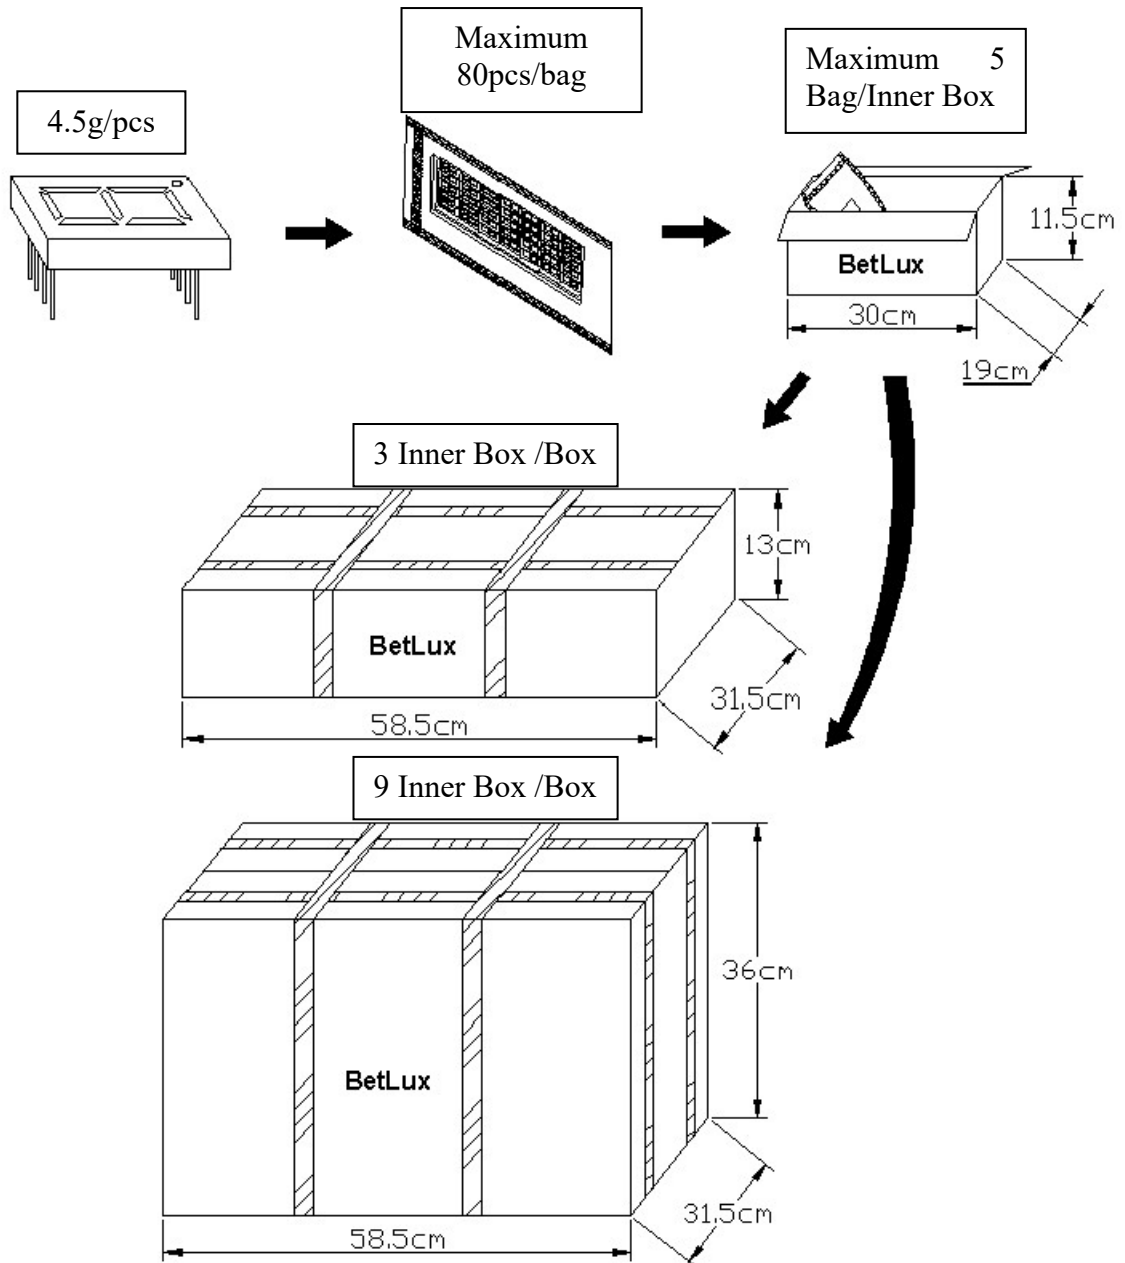 Maximum
80pcs/bag
Maximum 5
Bag/Inner Box
4.5g/pcs
11.5cm
BetLux
30cm
19cm
3 Inner Box /Box
13cm
BetLux
31.5cm
58.5cm
9 Inner Box /Box
36cm
BetLux
31.5cm
58.5cm